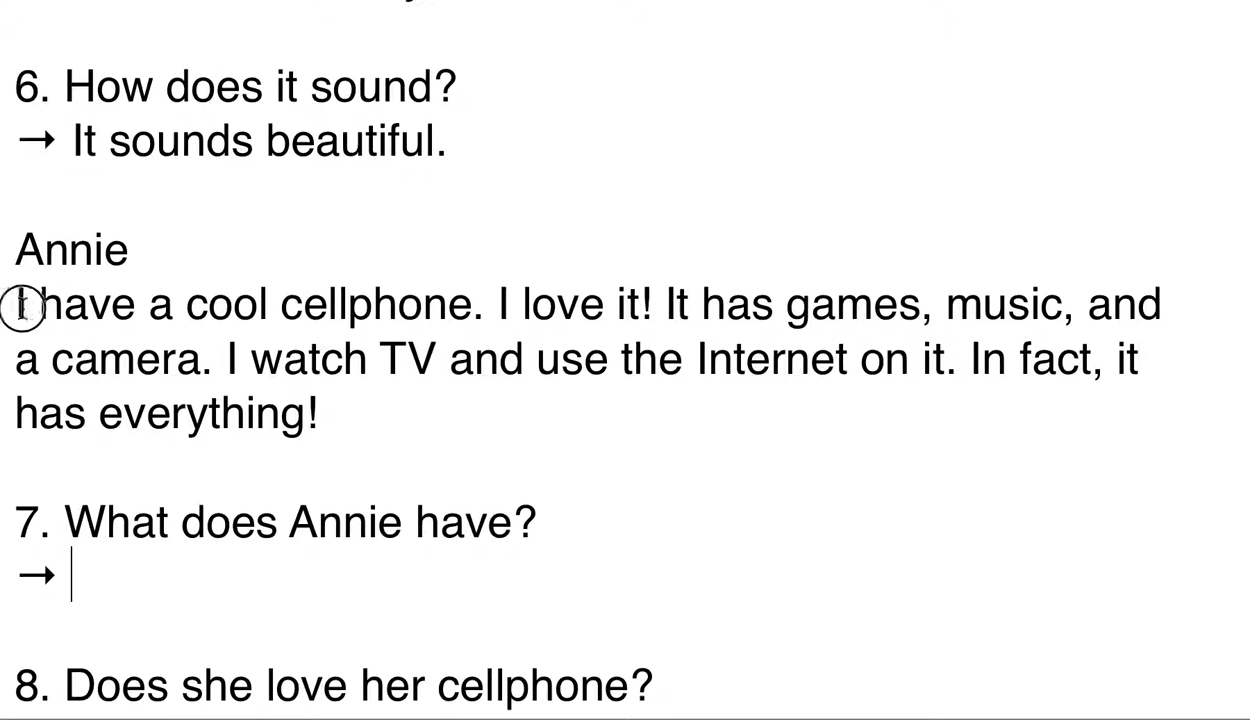 6. How does it sound?
→ It sounds beautiful.
Annie
I have a cool cellphone. I love it! It has games, music, and
a camera. I watch TV and use the Internet on it. In fact, it
has everything!
7. What does Annie have?
→
8. Does she love her cellphone?